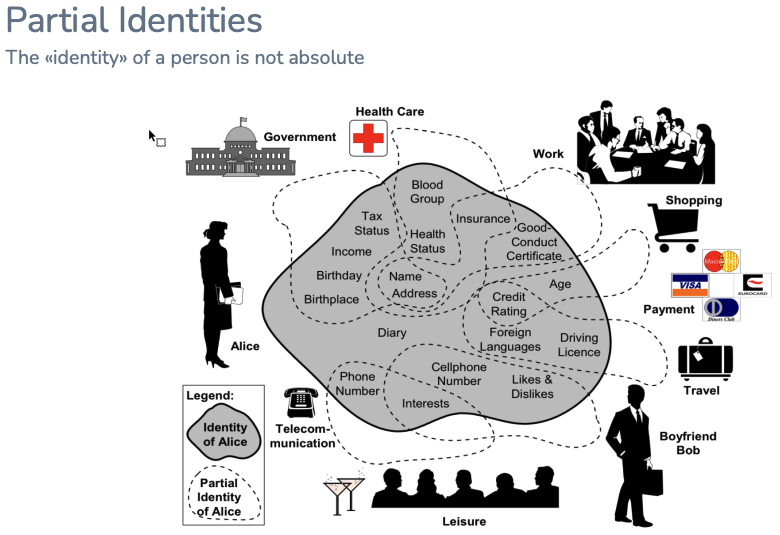 Partial Identities
The «identity» of a person is not absolute
Health Care
Government
Work
Shopping
Blood
Group
Tax
Status
Insurance
Good-
Conduct
Certificate
Health
Status
Income
MasterCard
Birthday
Name
Age
VISA
EUROCARD
Birthplace
Address
Credit
Rating
Payment
Diners Club
Diary
Foreign
Languages
Driving
Licence
Alice
Phone
Number
Cellphone
Number
Likes &
Dislikes
Travel
Interests
Legend:
Identity
of Alice
Partial
Identity
of Alice
Telecom-
munication
Boyfriend
Bob
Leisure